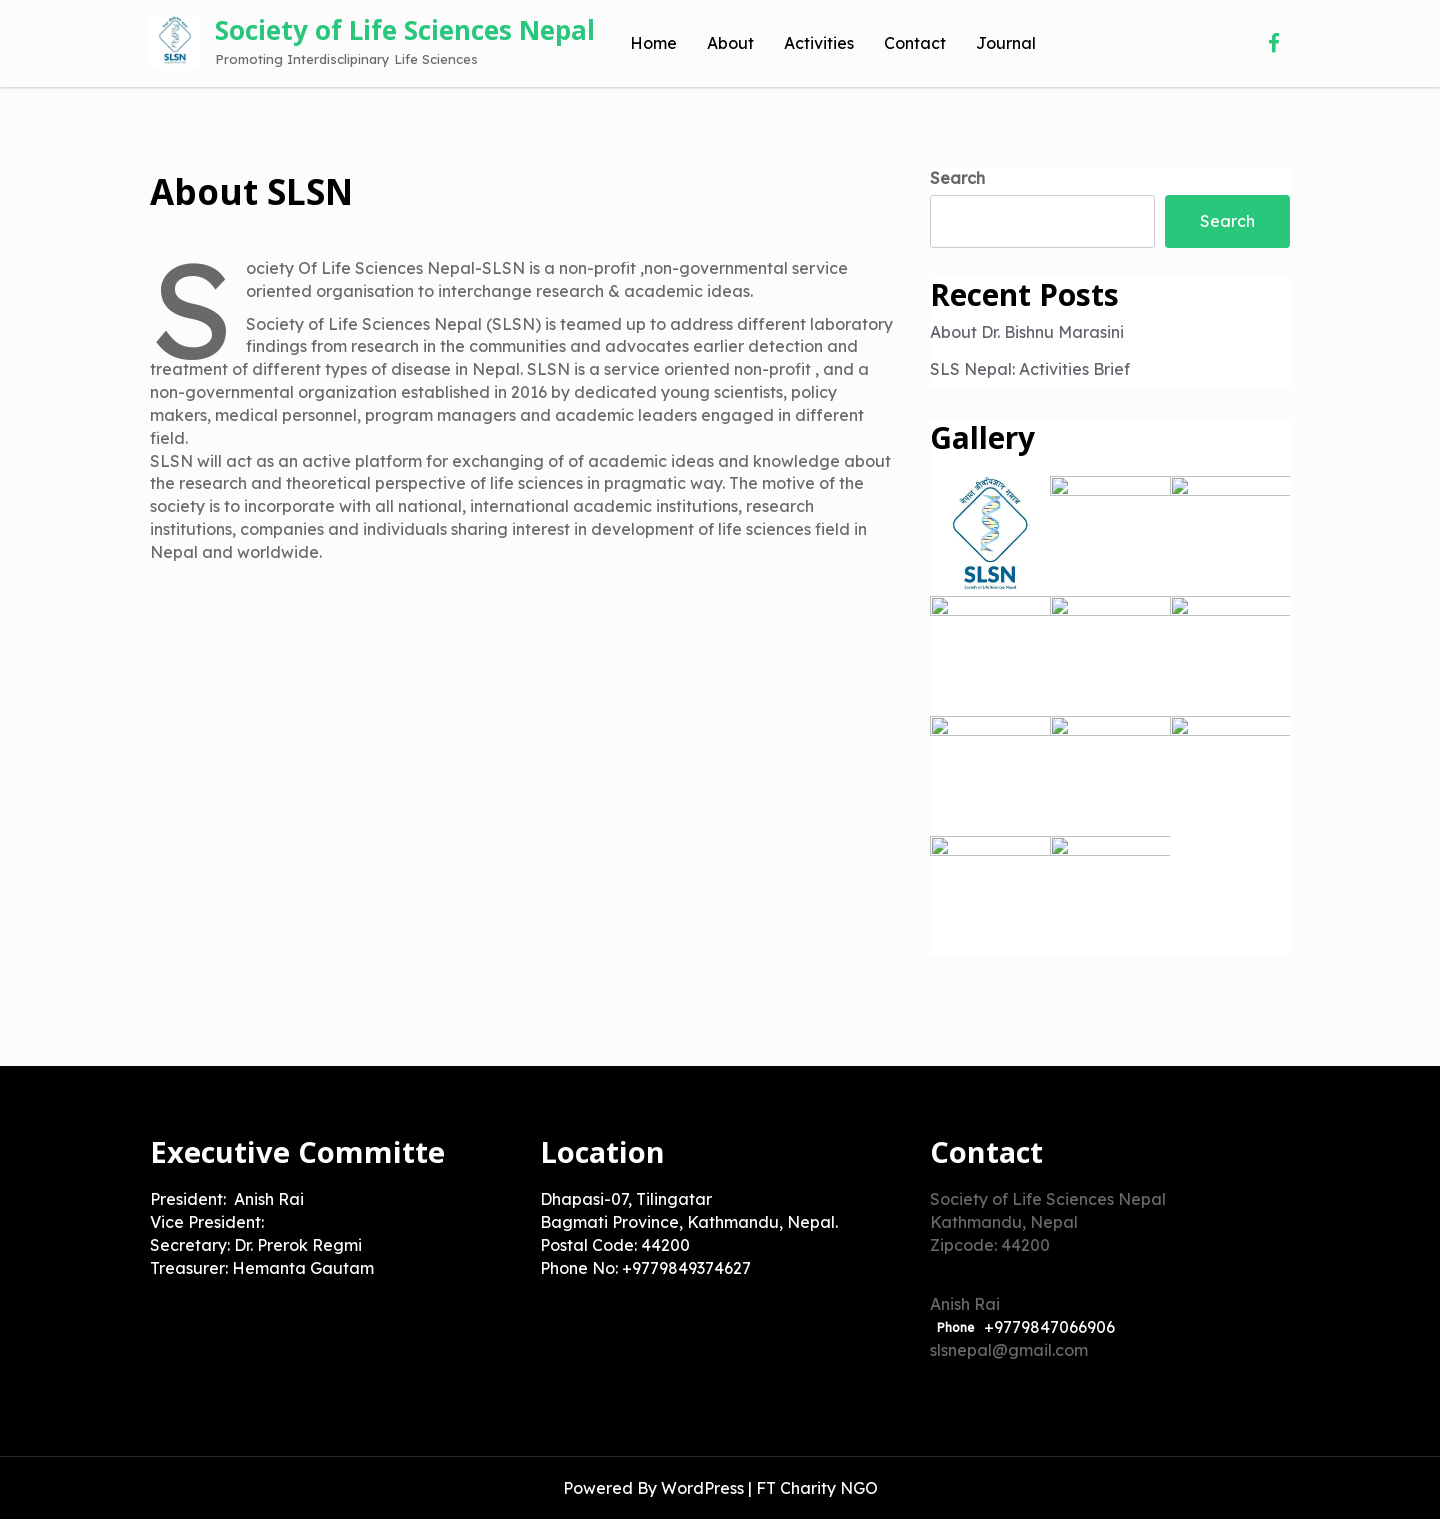 नेपाल जीवविज्ञान समाज
SLSN
Society of Life Sciences Nepal
Promoting Interdisclipinary Life Sciences
Home
About
Activities
Contact
Journal
About SLSN
Society Of Life Sciences Nepal-SLSN is a non-profit ,non-governmental service
oriented organisation to interchange research & academic ideas.
Society of Life Sciences Nepal (SLSN) is teamed up to address different laboratory
findings from research in the communities and advocates earlier detection and
treatment of different types of disease in Nepal. SLSN is a service oriented non-profit , and a
non-governmental organization established in 2016 by dedicated young scientists, policy
makers, medical personnel, program managers and academic leaders engaged in different
field.
SLSN will act as an active platform for exchanging of of academic ideas and knowledge about
the research and theoretical perspective of life sciences in pragmatic way. The motive of the
society is to incorporate with all national, international academic institutions, research
institutions, companies and individuals sharing interest in development of life sciences field in
Nepal and worldwide.
Search
Search
Recent Posts
About Dr. Bishnu Marasini
SLS Nepal: Activities Brief
Gallery
नेपाल जीवविज्ञान समाज
SLSN
Society of Life Sciences Nepal
Executive Committe
President:  Anish Rai
Vice President:
Secretary: Dr. Prerok Regmi
Treasurer: Hemanta Gautam
Location
Dhapasi-07, Tilingatar
Bagmati Province, Kathmandu, Nepal.
Postal Code: 44200
Phone No: +9779849374627
Contact
Society of Life Sciences Nepal
Kathmandu, Nepal
Zipcode: 44200
Anish Rai
Phone +9779847066906
slsnepal@gmail.com
Powered By WordPress | FT Charity NGO